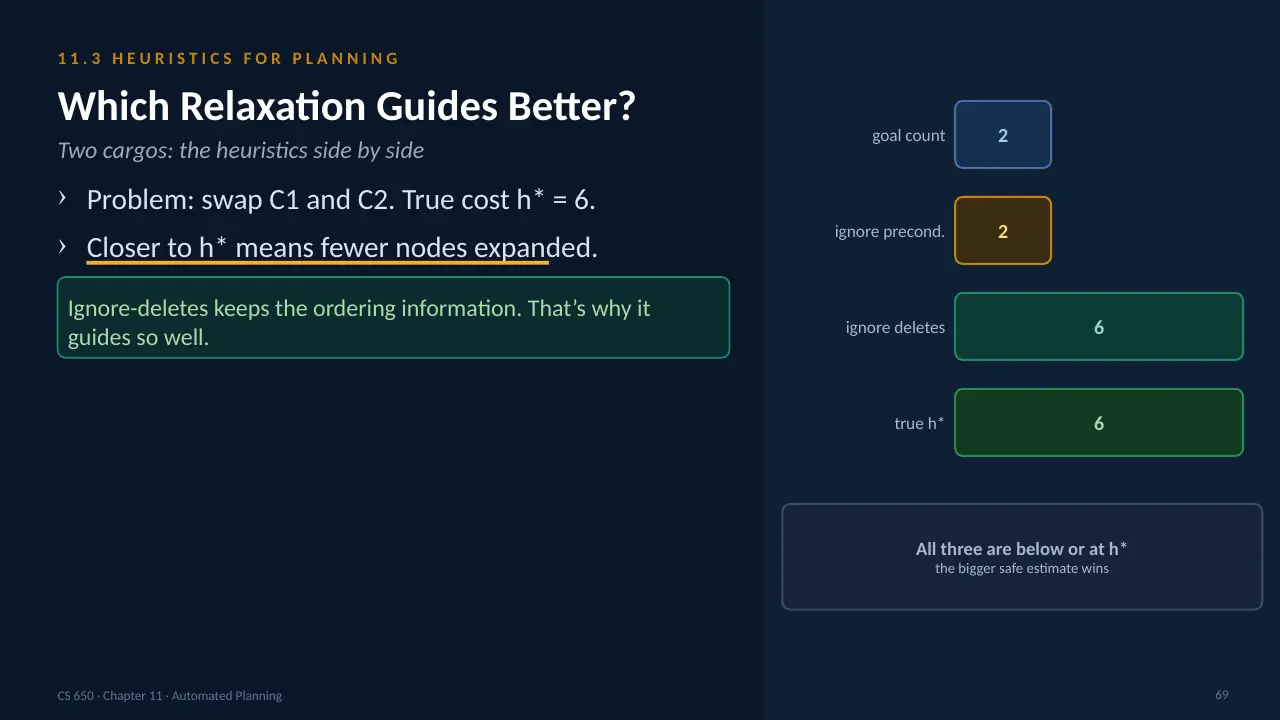 11.3 HEURISTICS FOR PLANNING
Which Relaxation Guides Better?
Two cargos: the heuristics side by side
› Problem: swap C1 and C2. True cost h* = 6.
› Closer to h* means fewer nodes expanded.
Ignore-deletes keeps the ordering information. That’s why it
guides so well.
goal count 2
ignore precond. 2
ignore deletes 6
true h* 6
All three are below or at h*
the bigger safe estimate wins
CS 650 · Chapter 11 · Automated Planning
69